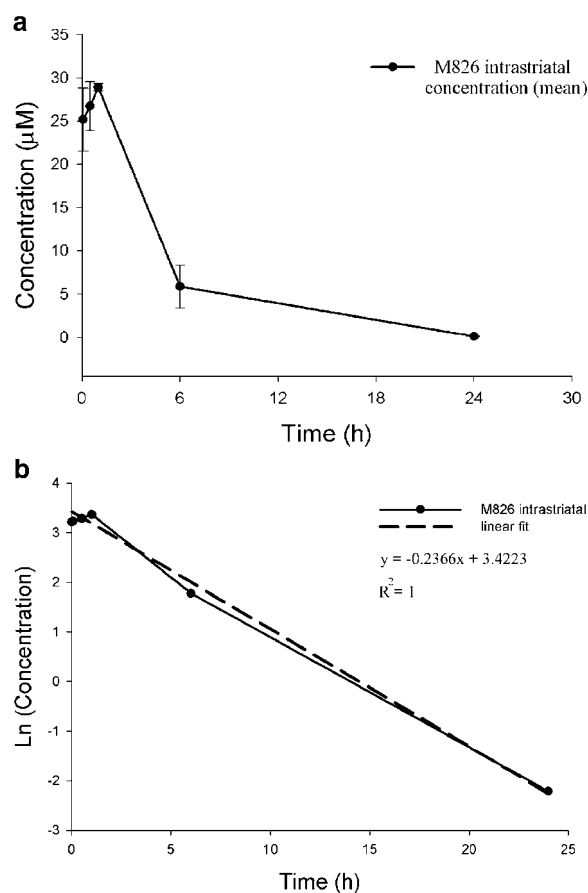 a
M826 intrastriatal
concentration (mean)
35
30
25
20
15
10
5
0
Concentration (µM)
0 6 12 18 24 30
Time (h)
b
4
3
2
1
0
-1
-2
-3
Ln (Concentration)
M826 intrastriatal
linear fit
y = -0.2366x + 3.4223
R²= 1
0 5 10 15 20 25
Time (h)